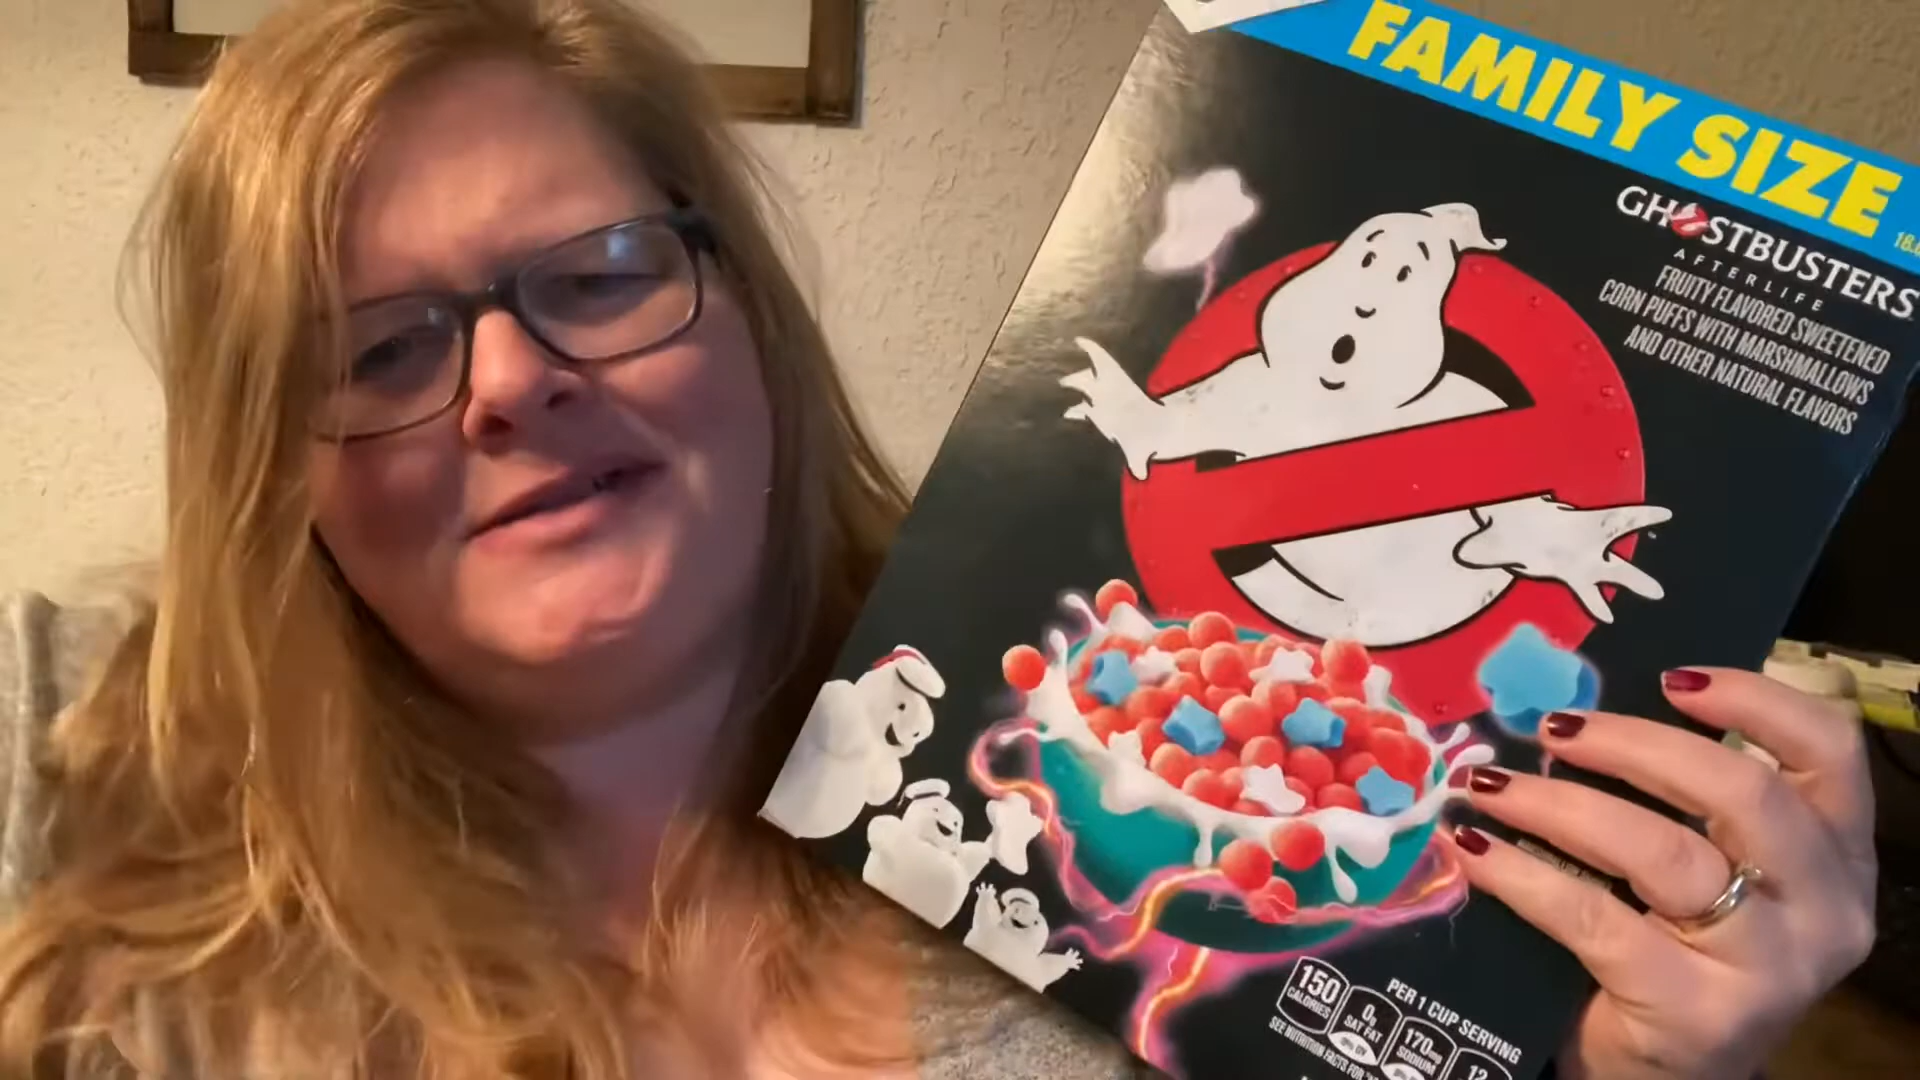 FAMILY SIZE
GHOSTBUSTERS
AFTERLIFE
FRUITY FLAVORED SWEETENED
CORN PUFFS WITH MARSHMALLOWS
AND OTHER NATURAL FLAVORS
PER 1 CUP SERVING
150
CALORIES
0g
SAT FAT
170mg
SODIUM
12
SEE NUTRITION FACTS FOR